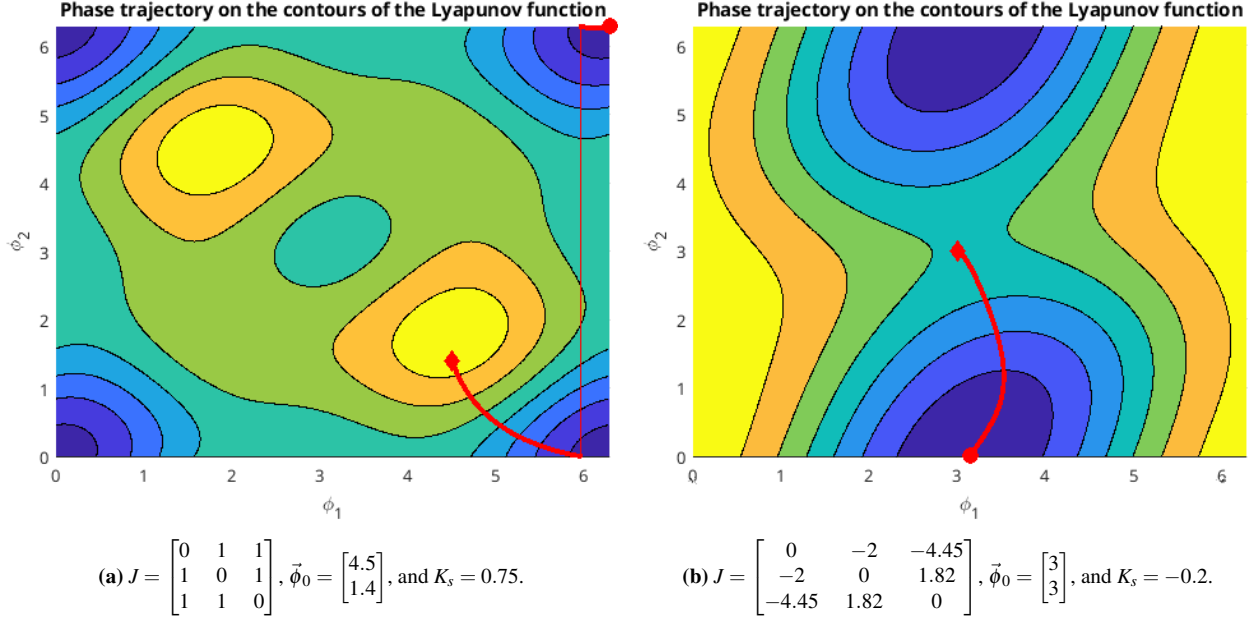 Phase trajectory on the contours of the Lyapunov function
6
5
4
3
2
1
0
ϕ2
0 1 2 3 4 5 6
ϕ1
(a) J = [0 1 1; 1 0 1; 1 1 0], ϕ⃗0 = [4.5; 1.4], and Ks = 0.75.
Phase trajectory on the contours of the Lyapunov function
6
5
4
3
2
1
0
ϕ2
0 1 2 3 4 5 6
ϕ1
(b) J = [0 −2 −4.45; −2 0 1.82; −4.45 1.82 0], ϕ⃗0 = [3; 3], and Ks = −0.2.